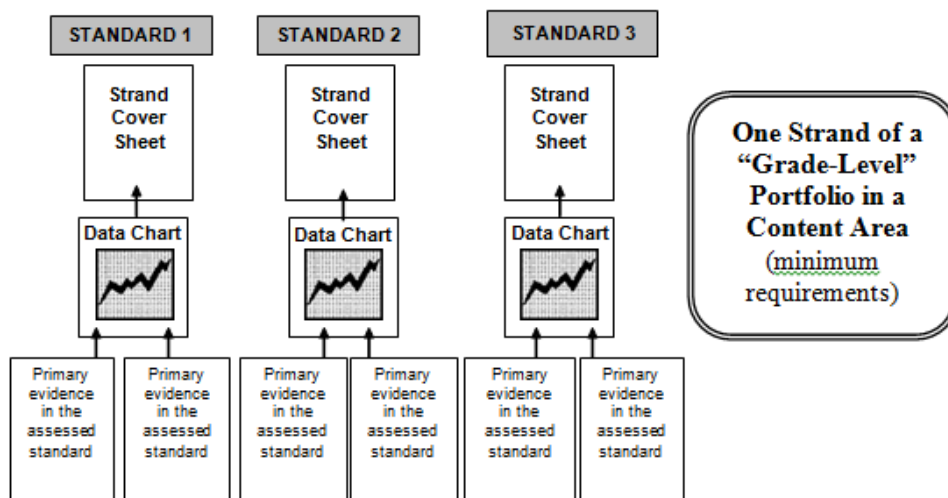 STANDARD 1
STANDARD 2
STANDARD 3
Strand
Cover
Sheet
Strand
Cover
Sheet
Strand
Cover
Sheet
One Strand of a
“Grade-Level”
Portfolio in a
Content Area
(minimum
requirements)
Data Chart
Data Chart
Data Chart
Primary
evidence
in the
assessed
standard
Primary
evidence
in the
assessed
standard
Primary
evidence
in the
assessed
standard
Primary
evidence
in the
assessed
standard
Primary
evidence
in the
assessed
standard
Primary
evidence
in the
assessed
standard